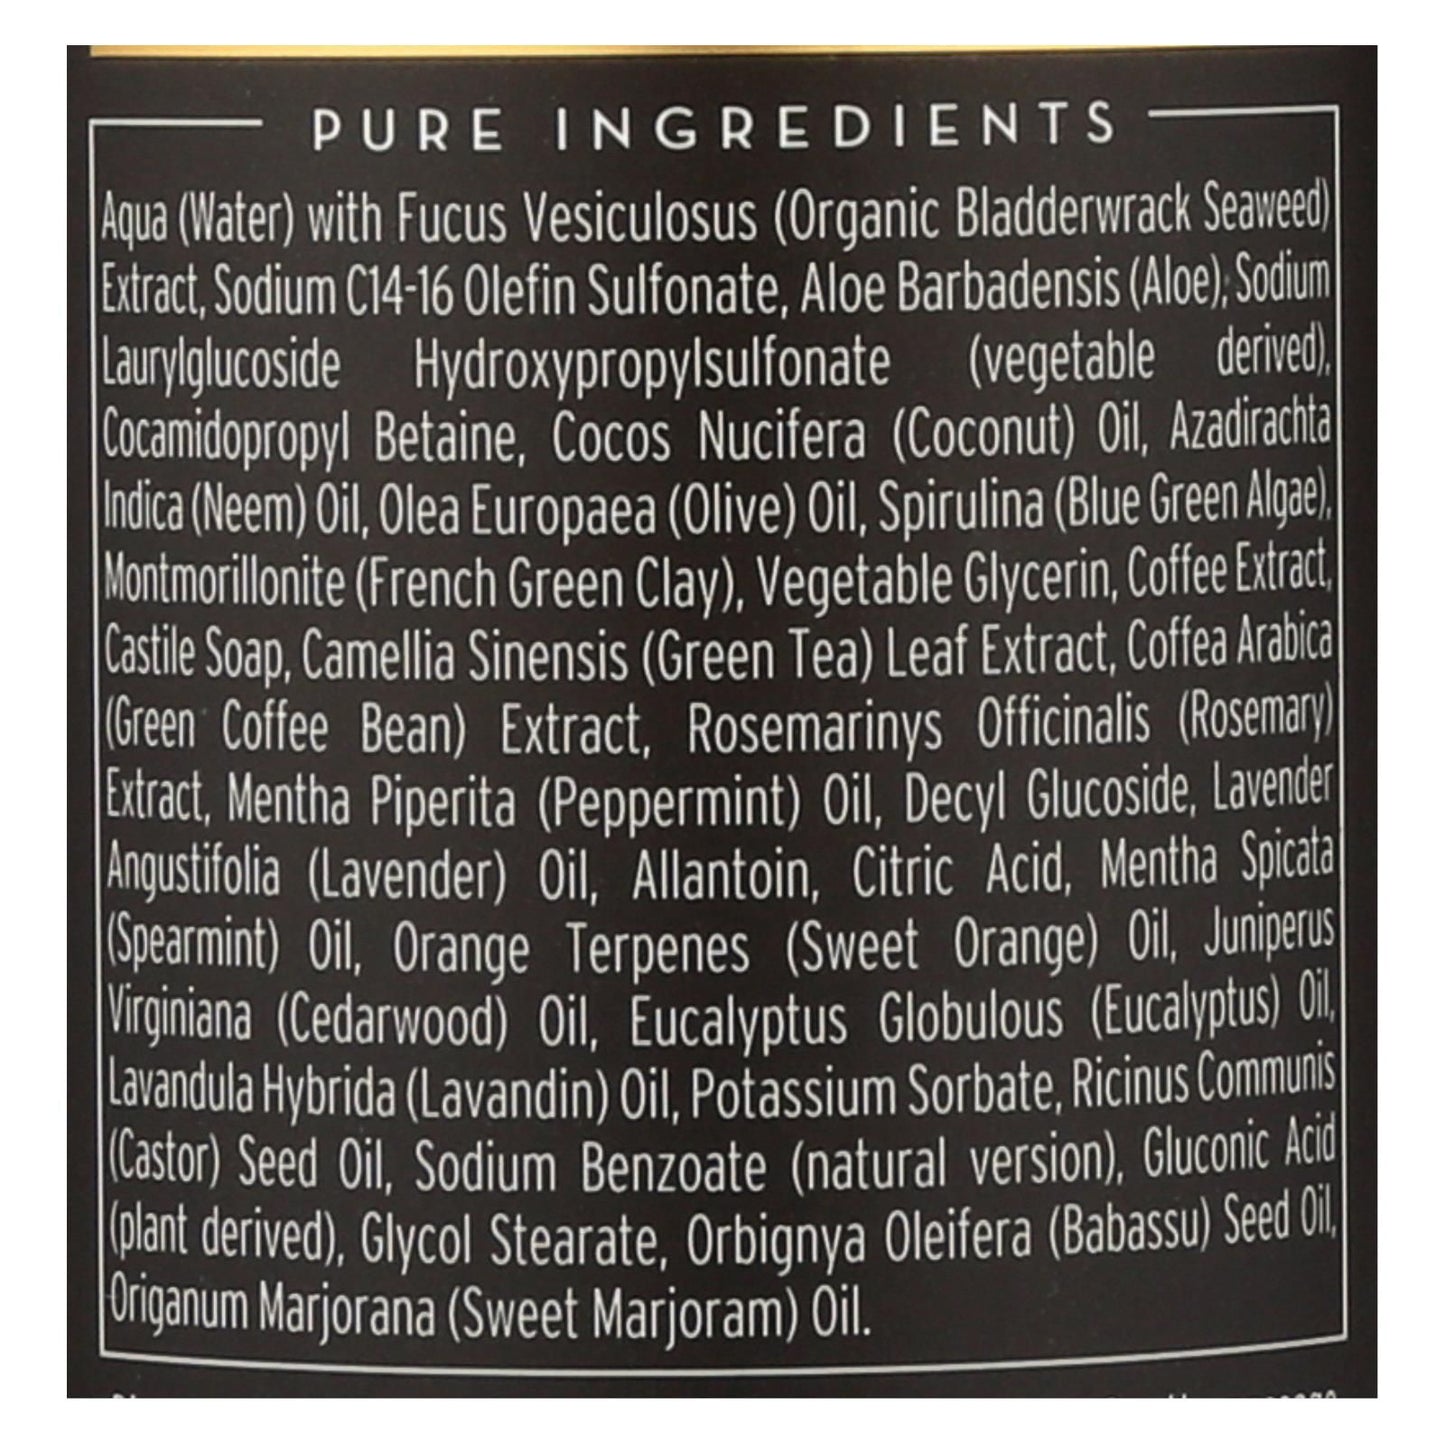 PURE INGREDIENTS
Aqua (Water) with Fucus Vesiculosus (Organic Bladderwrack Seaweed)
Extract, Sodium C14-16 Olefin Sulfonate, Aloe Barbadensis (Aloe), Sodium
Laurylglucoside Hydroxypropylsulfonate (vegetable derived),
Cocamidopropyl Betaine, Cocos Nucifera (Coconut) Oil, Azadirachta
Indica (Neem) Oil, Olea Europaea (Olive) Oil, Spirulina (Blue Green Algae),
Montmorillonite (French Green Clay), Vegetable Glycerin, Coffee Extract,
Castile Soap, Camellia Sinensis (Green Tea) Leaf Extract, Coffea Arabica
(Green Coffee Bean) Extract, Rosemarinys Officinalis (Rosemary)
Extract, Mentha Piperita (Peppermint) Oil, Decyl Glucoside, Lavender
Angustifolia (Lavender) Oil, Allantoin, Citric Acid, Mentha Spicata
(Spearmint) Oil, Orange Terpenes (Sweet Orange) Oil, Juniperus
Virginiana (Cedarwood) Oil, Eucalyptus Globulous (Eucalyptus) Oil,
Lavandula Hybrida (Lavandin) Oil, Potassium Sorbate, Ricinus Communis
(Castor) Seed Oil, Sodium Benzoate (natural version), Gluconic Acid
(plant derived), Glycol Stearate, Orbignya Oleifera (Babassu) Seed Oil,
Origanum Marjorana (Sweet Marjoram) Oil.